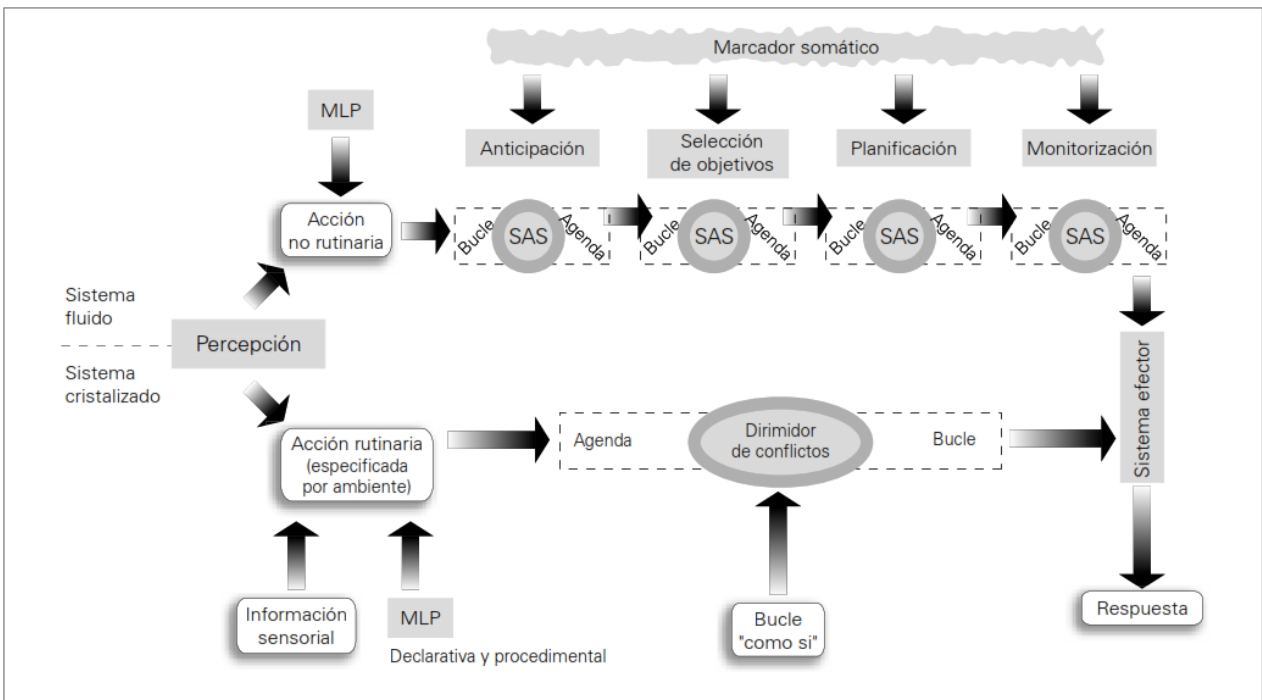 Marcador somático
MLP
Anticipación
Selección
de objetivos
Planificación
Monitorización
Acción
no rutinaria
Bucle
SAS
Agenda
Bucle
SAS
Agenda
Bucle
SAS
Agenda
Bucle
SAS
Agenda
Sistema
fluido
Percepción
Sistema
cristalizado
Acción rutinaria
(especificada
por ambiente)
Agenda
Dirimidor
de conflictos
Bucle
Sistema efector
Información
sensorial
MLP
Declarativa y procedimental
Bucle
"como si"
Respuesta